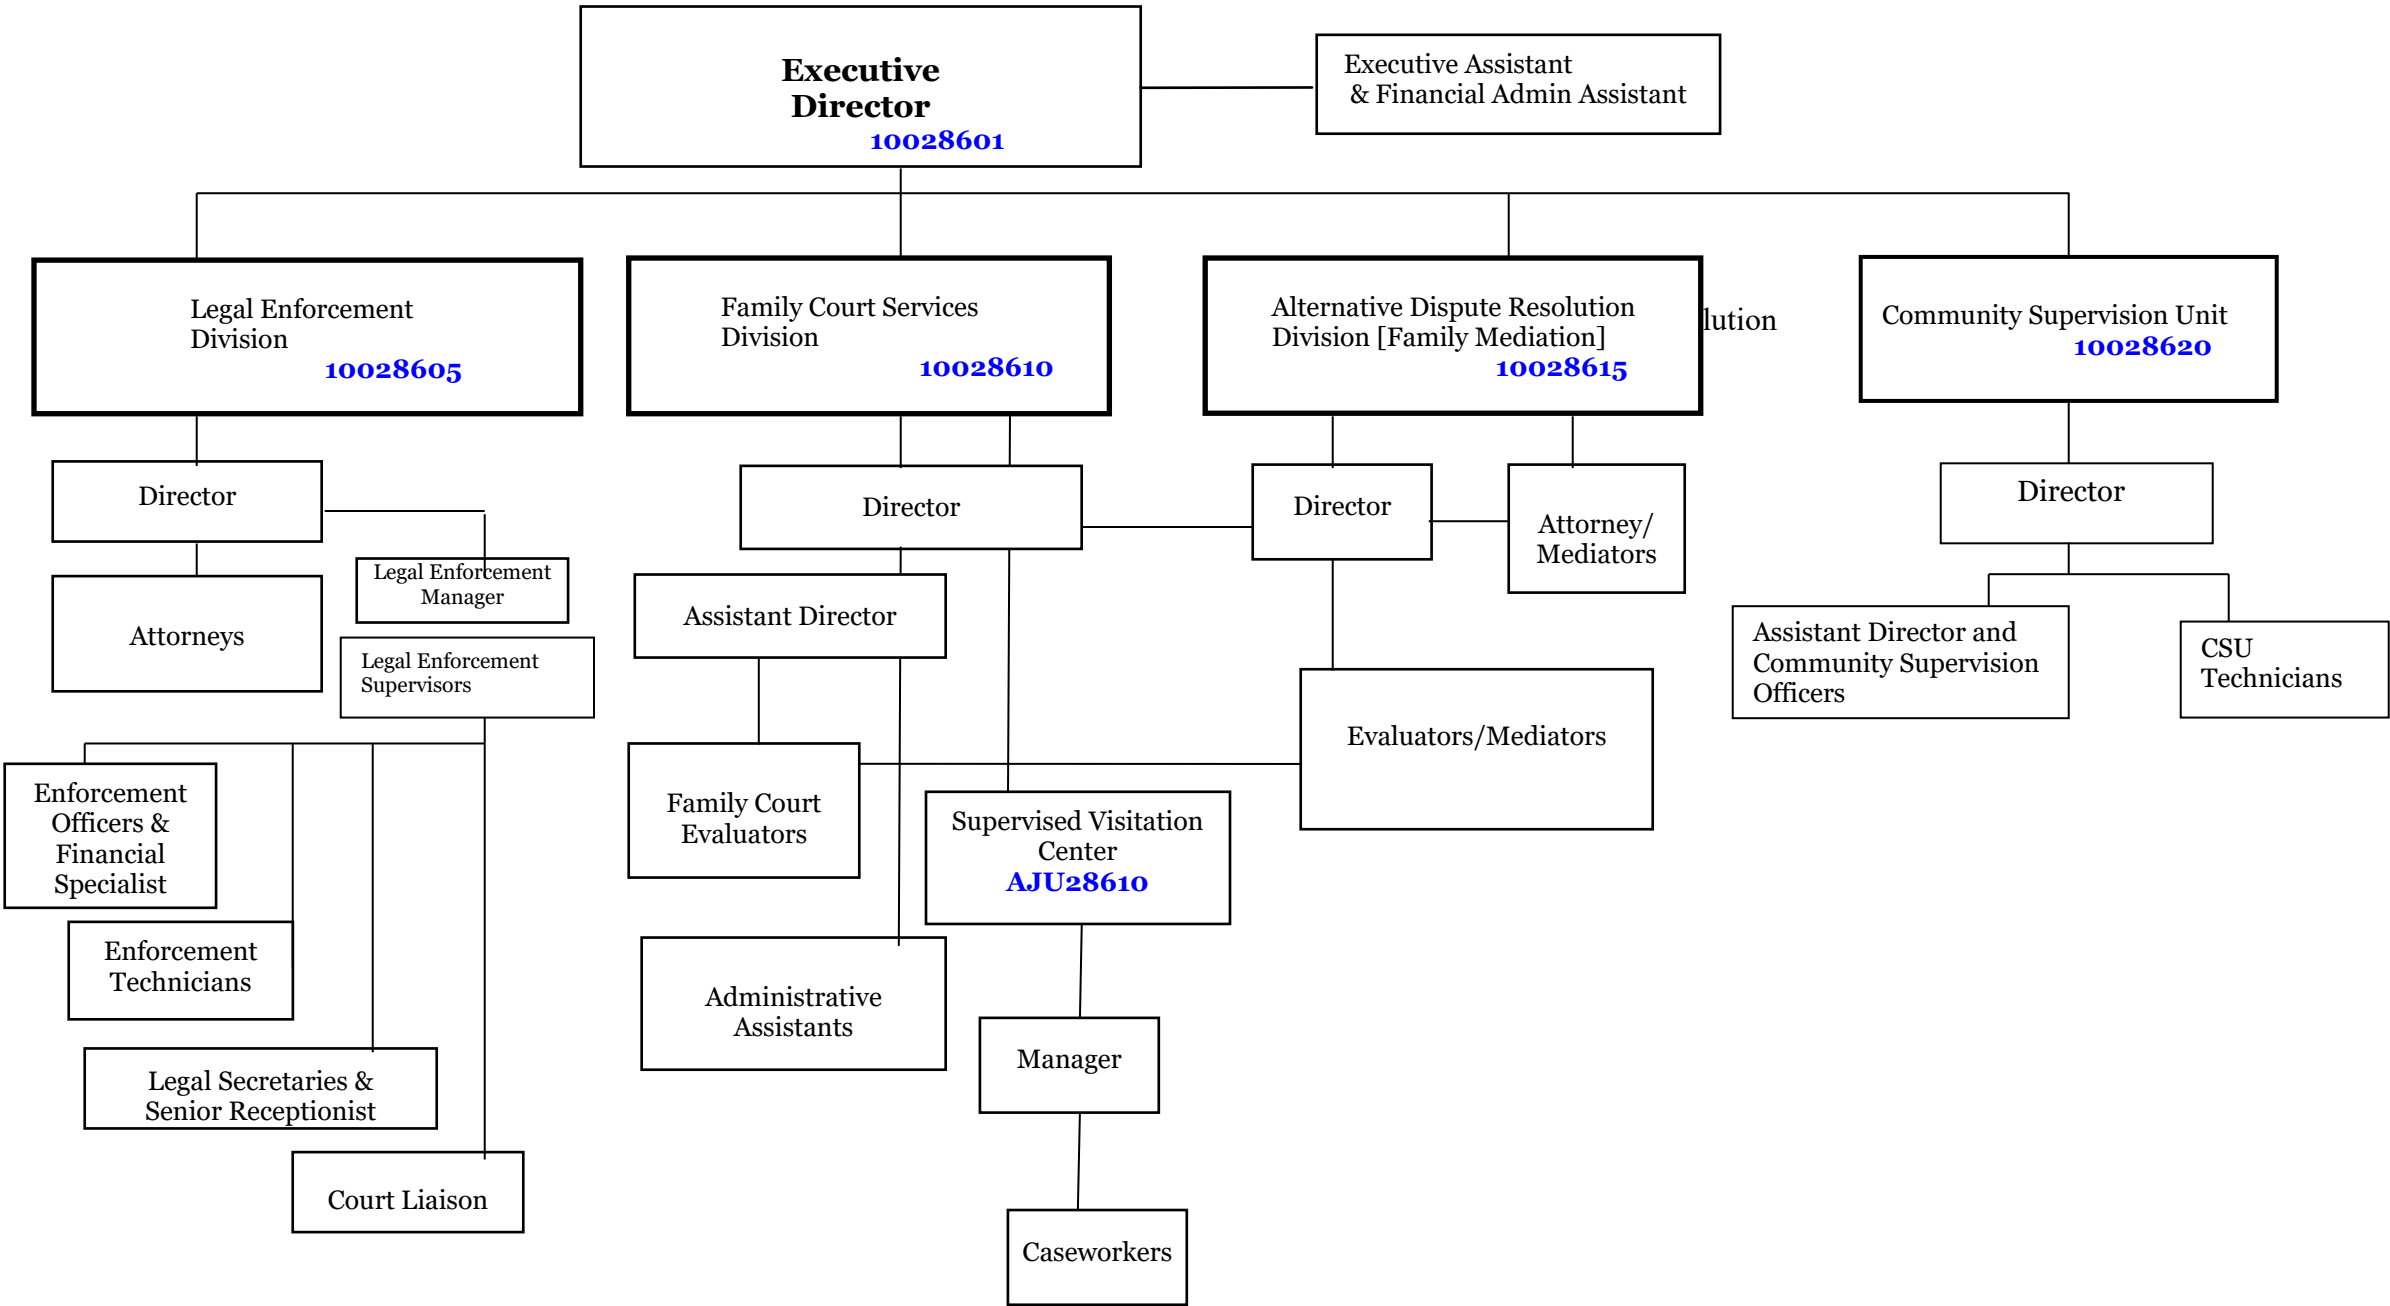 Executive
Director
10028601
Executive Assistant
& Financial Admin Assistant
Legal Enforcement
Division
10028605
Family Court Services
Division
10028610
Alternative Dispute Resolution
Division [Family Mediation]
10028615
lution
Community Supervision Unit
10028620
Director
Director
Director
Attorney/
Mediators
Director
Legal Enforcement
Manager
Attorneys
Legal Enforcement
Supervisors
Assistant Director
Assistant Director and
Community Supervision
Officers
CSU
Technicians
Evaluators/Mediators
Enforcement
Officers &
Financial
Specialist
Family Court
Evaluators
Supervised Visitation
Center
AJU28610
Enforcement
Technicians
Administrative
Assistants
Manager
Legal Secretaries &
Senior Receptionist
Court Liaison
Caseworkers